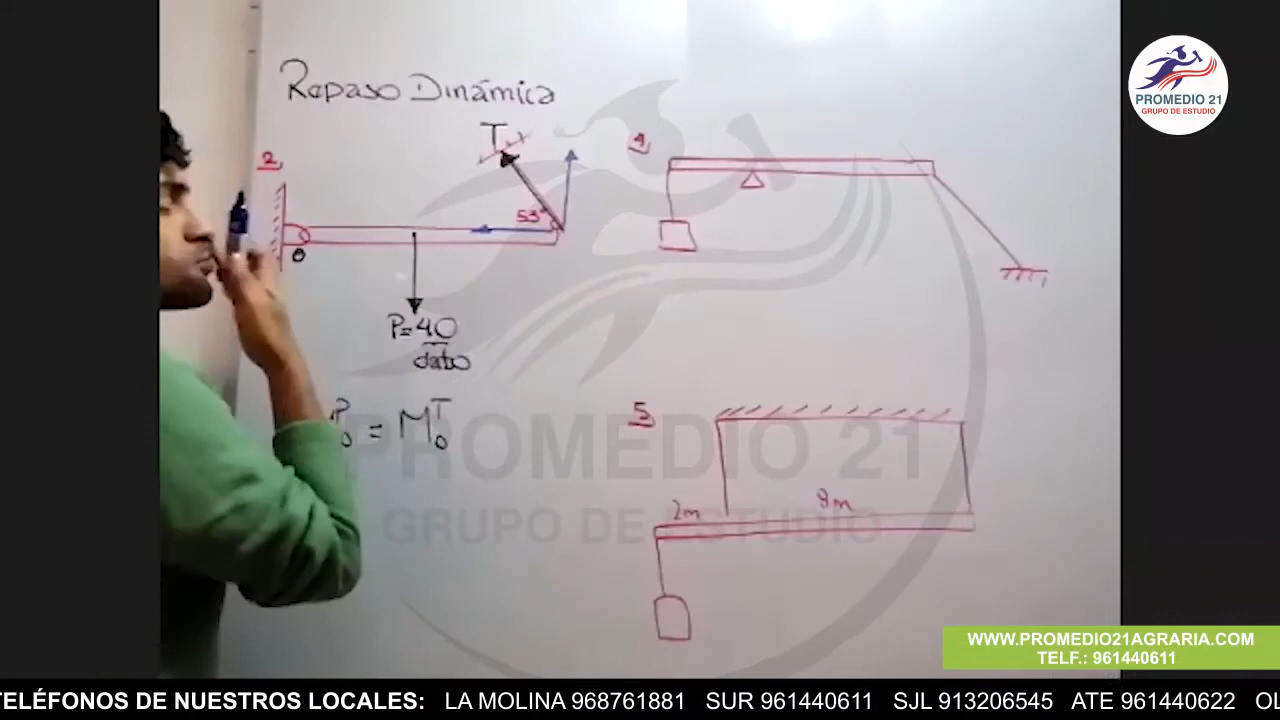 Repaso Dinámica
2
T
53°
O
P=40
dato
= M
T
O
4
5
2m
8m
PROMEDIO 21
GRUPO DE ESTUDIO
PROMEDIO 21
GRUPO DE ESTUDIO
WWW.PROMEDIO21AGRARIA.COM
TELF.: 961440611
TELÉFONOS DE NUESTROS LOCALES: LA MOLINA 968761881 SUR 961440611 SJL 913206545 ATE 961440622 OL